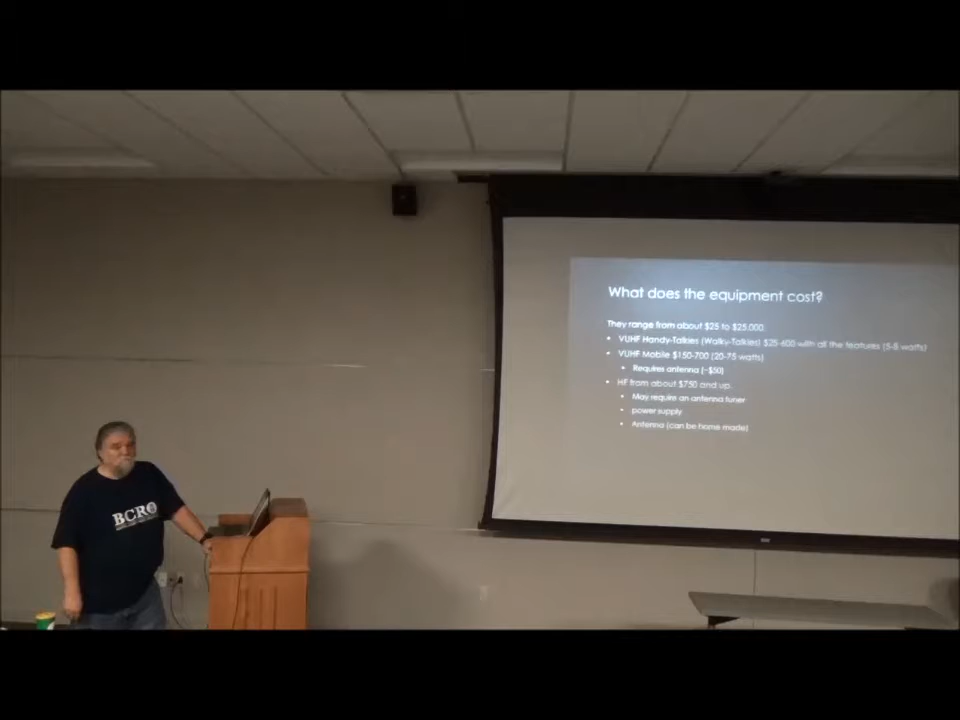 What does the equipment cost?
They range from about $25 to $25,000
• VUHF Handy-Talkies (Walky-Talkies) $25-600 with all the features (5-8 watts)
• VUHF Mobile $150-700 (20-75 watts)
• Requires antenna (~$50)
• HF from about $750 and up.
• May require an antenna tuner
• power supply
• Antenna (can be home made)
BCRO